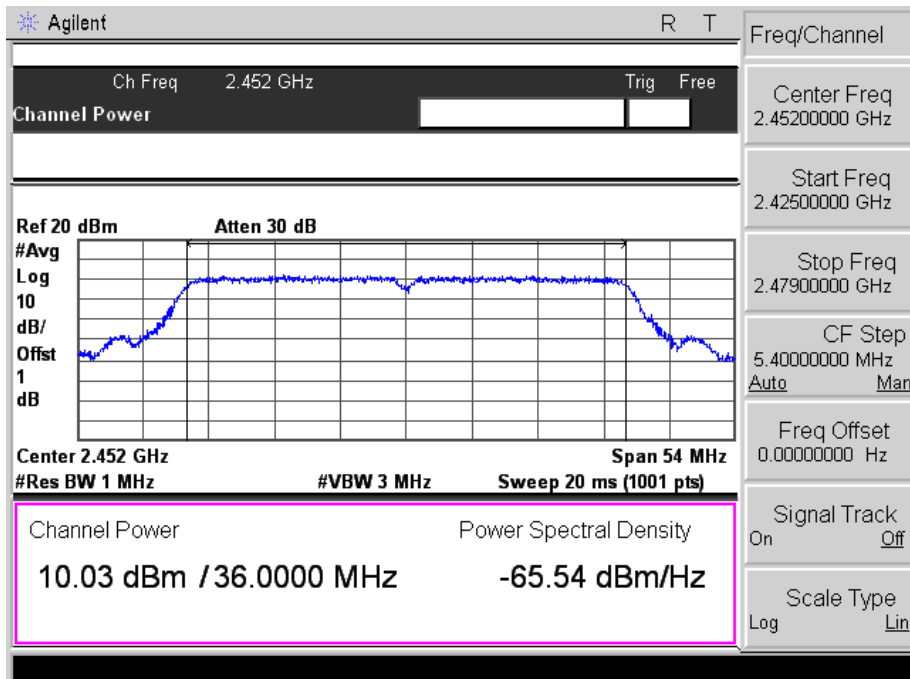 Agilent R T
Freq/Channel
Ch Freq 2.452 GHz Trig Free
Channel Power
Center Freq
2.45200000 GHz
Start Freq
2.42500000 GHz
Stop Freq
2.47900000 GHz
CF Step
5.40000000 MHz
Auto Man
Freq Offset
0.00000000 Hz
Signal Track
On Off
Scale Type
Log Lin
Ref 20 dBm Atten 30 dB
#Avg
Log
10
dB/
Offst
1
dB
Center 2.452 GHz Span 54 MHz
#Res BW 1 MHz #VBW 3 MHz Sweep 20 ms (1001 pts)
Channel Power Power Spectral Density
10.03 dBm / 36.0000 MHz -65.54 dBm/Hz